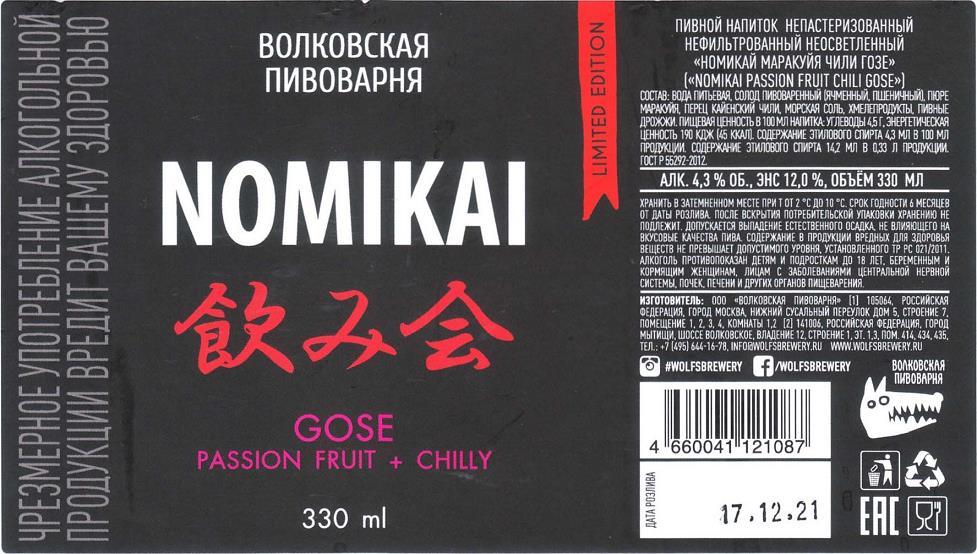 ЧРЕЗМЕРНОЕ УПОТРЕБЛЕНИЕ АЛКОГОЛЬНОЙ
ПРОДУКЦИИ ВРЕДИТ ВАШЕМУ ЗДОРОВЬЮ
ВОЛКОВСКАЯ
ПИВОВАРНЯ
NOMIKAI
飲み会
GOSE
PASSION FRUIT + CHILLY
330 ml
LIMITED EDITION
ПИВНОЙ НАПИТОК НЕПАСТЕРИЗОВАННЫЙ
НЕФИЛЬТРОВАННЫЙ НЕОСВЕТЛЕННЫЙ
«НОМИКАЙ МАРАКУЙЯ ЧИЛИ ГОЗЕ»
(«NOMIKAI PASSION FRUIT CHILI GOSE»)
СОСТАВ: ВОДА ПИТЬЕВАЯ, СОЛОД ПИВОВАРЕННЫЙ (ЯЧМЕННЫЙ, ПШЕНИЧНЫЙ), ПЮРЕ
МАРАКУЙЯ, ПЕРЕЦ КАЙЕНСКИЙ ЧИЛИ, МОРСКАЯ СОЛЬ, ХМЕЛЕПРОДУКТЫ, ПИВНЫЕ
ДРОЖЖИ. ПИЩЕВАЯ ЦЕННОСТЬ В 100 МЛ НАПИТКА: УГЛЕВОДЫ 4,5 Г, ЭНЕРГЕТИЧЕСКАЯ
ЦЕННОСТЬ 190 КДЖ (45 ККАЛ). СОДЕРЖАНИЕ ЭТИЛОВОГО СПИРТА 4,3 МЛ В 100 МЛ
ПРОДУКЦИИ. СОДЕРЖАНИЕ ЭТИЛОВОГО СПИРТА 14,2 МЛ В 0,33 Л ПРОДУКЦИИ.
ГОСТ Р 55292-2012.
АЛК. 4,3 % ОБ., ЭНС 12,0 %, ОБЪЁМ 330 МЛ
ХРАНИТЬ В ЗАТЕМНЕННОМ МЕСТЕ ПРИ Т ОТ 2 °С ДО 10 °С. СРОК ГОДНОСТИ 6 МЕСЯЦЕВ
ОТ ДАТЫ РОЗЛИВА. ПОСЛЕ ВСКРЫТИЯ ПОТРЕБИТЕЛЬСКОЙ УПАКОВКИ ХРАНЕНИЮ НЕ
ПОДЛЕЖИТ. ДОПУСКАЕТСЯ ВЫПАДЕНИЕ ЕСТЕСТВЕННОГО ОСАДКА, НЕ ВЛИЯЮЩЕГО НА
ВКУСОВЫЕ КАЧЕСТВА ПИВА. СОДЕРЖАНИЕ В ПРОДУКЦИИ ВРЕДНЫХ ДЛЯ ЗДОРОВЬЯ
ВЕЩЕСТВ НЕ ПРЕВЫШАЕТ ДОПУСТИМОГО УРОВНЯ, УСТАНОВЛЕННОГО ТР РС 021/2011.
АЛКОГОЛЬ ПРОТИВОПОКАЗАН ДЕТЯМ И ПОДРОСТКАМ ДО 18 ЛЕТ, БЕРЕМЕННЫМ И
КОРМЯЩИМ ЖЕНЩИНАМ, ЛИЦАМ С ЗАБОЛЕВАНИЯМИ ЦЕНТРАЛЬНОЙ НЕРВНОЙ
СИСТЕМЫ, ПОЧЕК, ПЕЧЕНИ И ДРУГИХ ОРГАНОВ ПИЩЕВАРЕНИЯ.
ИЗГОТОВИТЕЛЬ: ООО «ВОЛКОВСКАЯ ПИВОВАРНЯ» [1] 105064, РОССИЙСКАЯ
ФЕДЕРАЦИЯ, ГОРОД МОСКВА, НИЖНИЙ СУСАЛЬНЫЙ ПЕРЕУЛОК ДОМ 5, СТРОЕНИЕ 7,
ПОМЕЩЕНИЕ 1, 2, 3, 4, КОМНАТЫ 1,2 [2] 141006, РОССИЙСКАЯ ФЕДЕРАЦИЯ, ГОРОД
МЫТИЩИ, ШОССЕ ВОЛКОВСКОЕ, ВЛАДЕНИЕ 12, СТРОЕНИЕ 1, ЭТ. 1,3, ПОМ. 414, 434, 435,
ТЕЛ.: +7 (495) 644-16-78, INFO@WOLFSBREWERY.RU WWW.WOLFSBREWERY.RU
#WOLFSBREWERY f /WOLFSBREWERY
ВОЛКОВСКАЯ
ПИВОВАРНЯ
4 660041 121087
ДАТА РОЗЛИВА
17.12.21
EAC